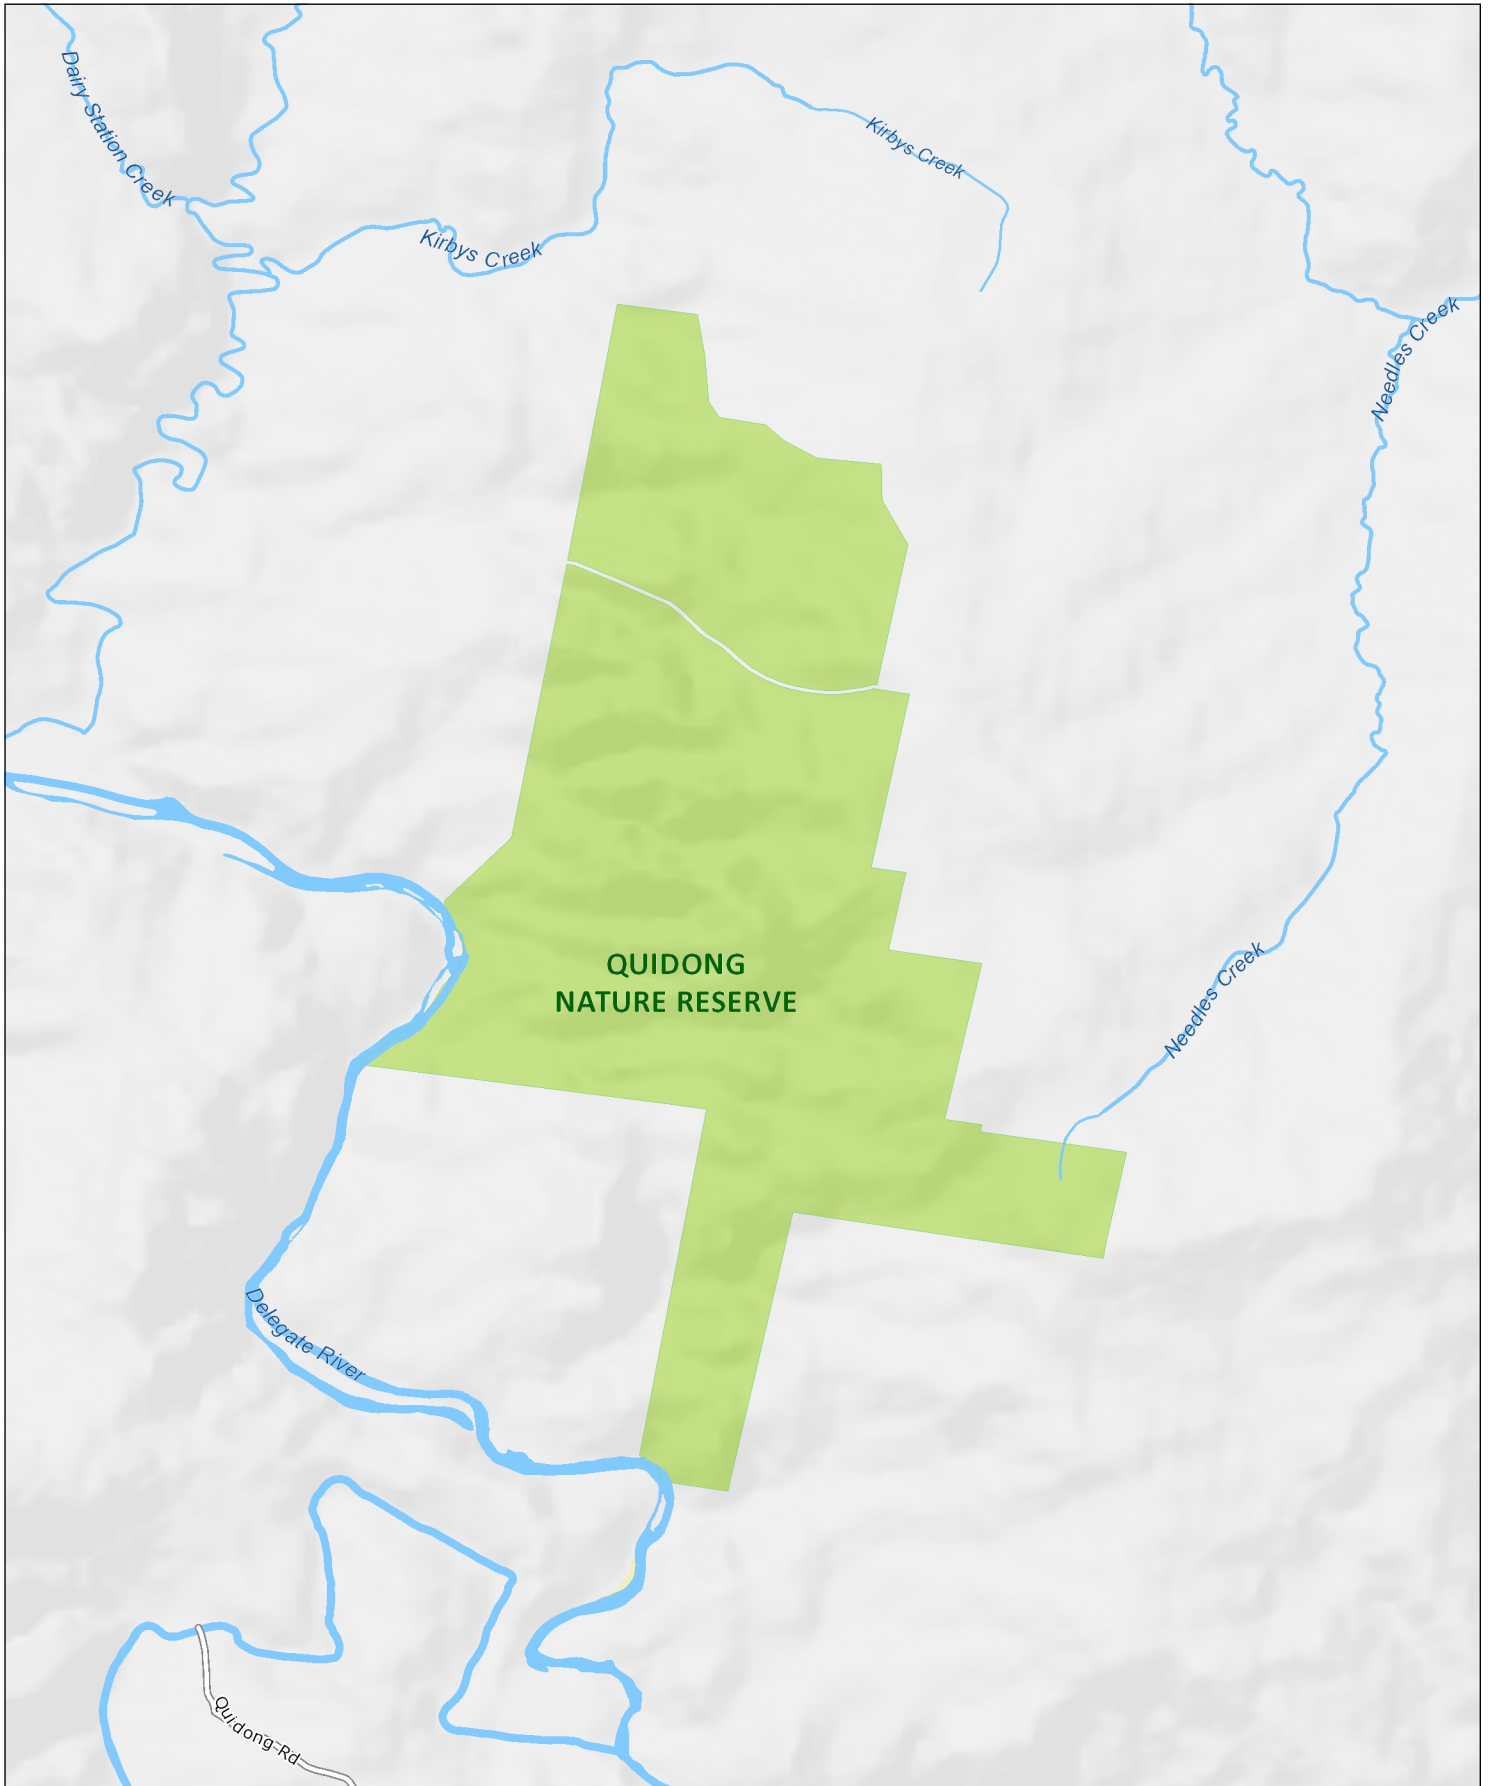 Dairy Station Creek
Kirbys Creek
Kirbys Creek
Needles Creek
QUIDONG
NATURE RESERVE
Needles Creek
Delegate River
Quidong Rd